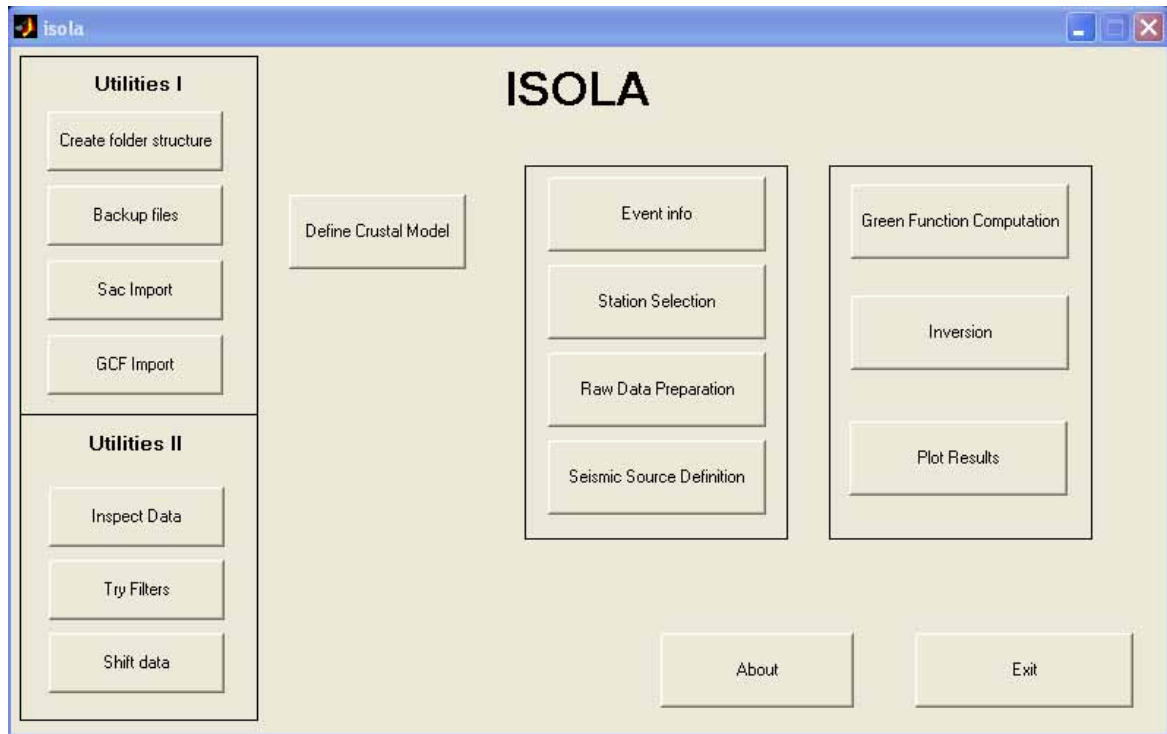 isola
Utilities I
Create folder structure
Backup files
Sac Import
GCF Import
Utilities II
Inspect Data
Try Filters
Shift data
ISOLA
Define Crustal Model
Event info
Station Selection
Raw Data Preparation
Seismic Source Definition
Green Function Computation
Inversion
Plot Results
About
Exit